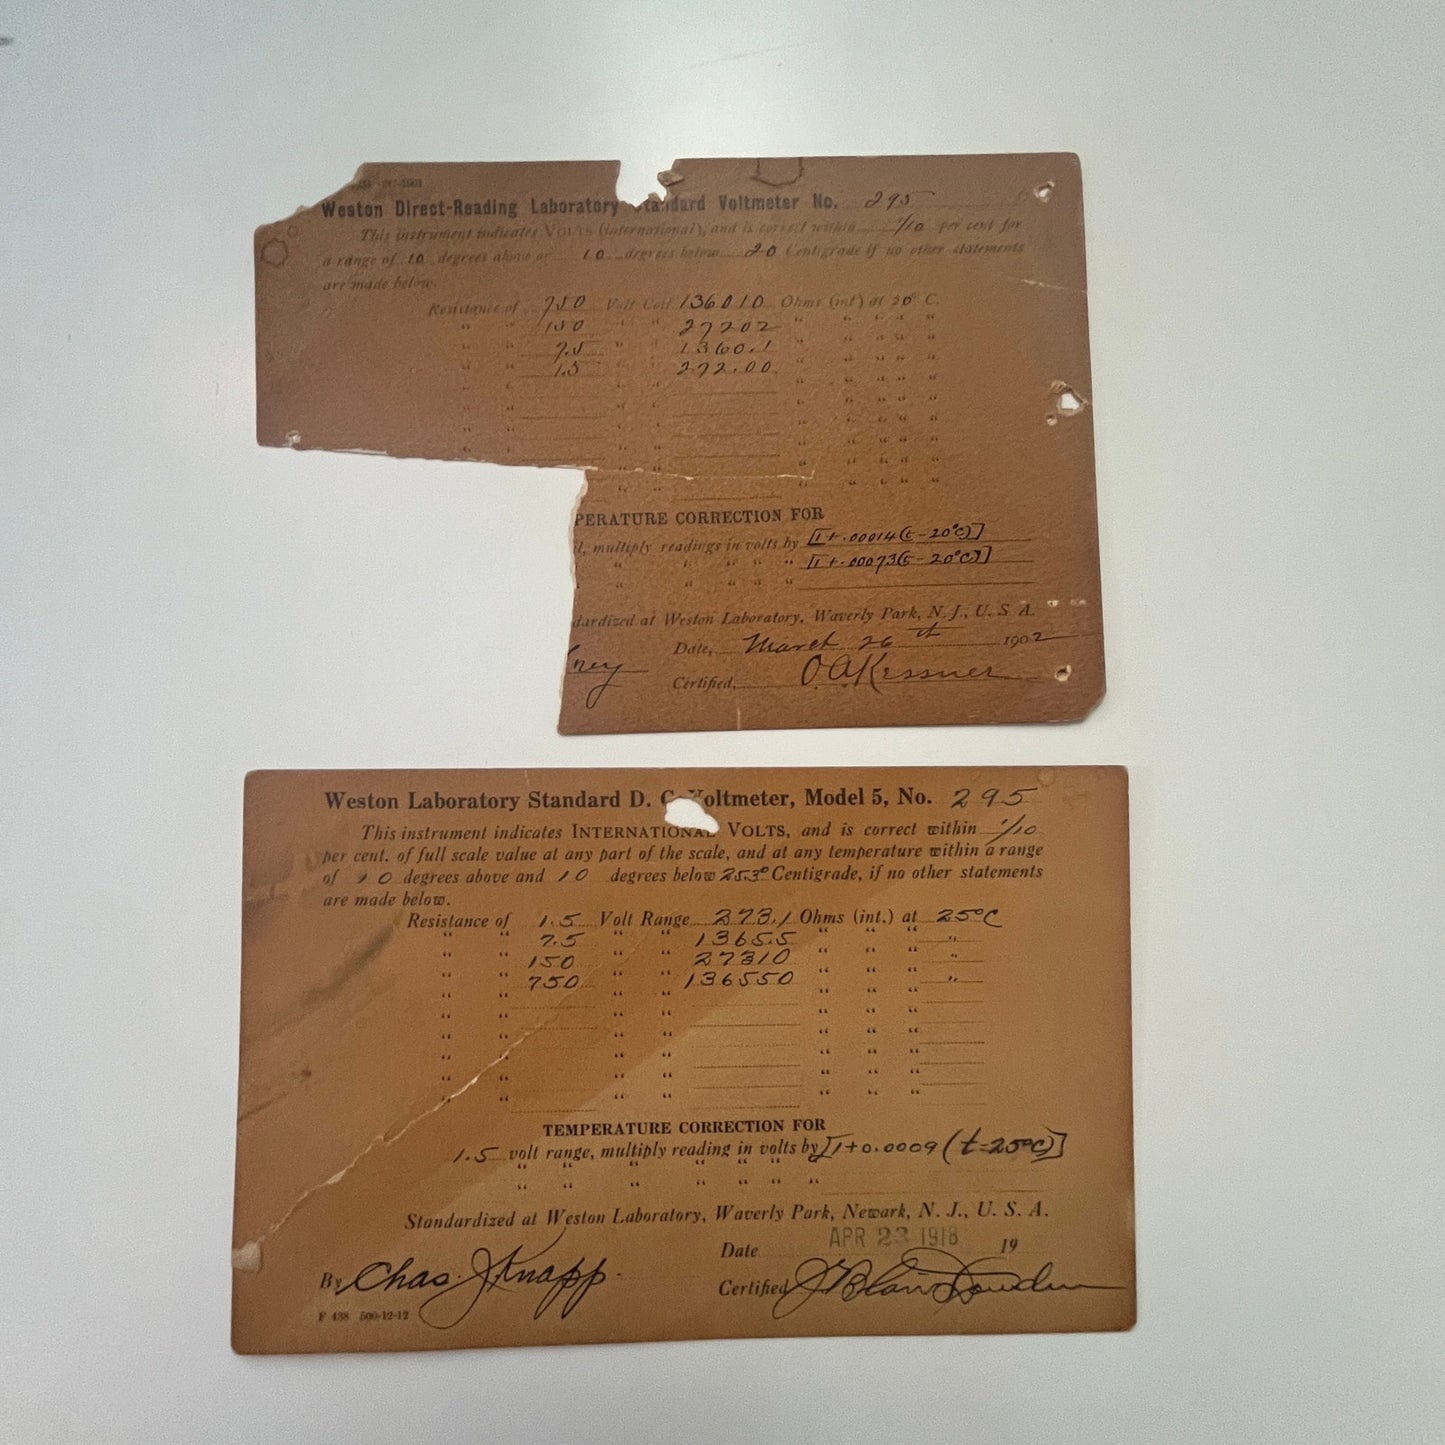 2C-1901
Weston Direct-Reading Laboratory Standard Voltmeter No. 295
This instrument indicates VOLTS (International), and is correct within 1/10 per cent for
a range of 10 degrees above or 10 degrees below 20 Centigrade if no other statements
are made below.
Resistance of 750 Volt Coil 136010 Ohms (int) at 20° C.
" " 150 " " 27202 " " " "
" " 7.5 " " 1360.1 " " " "
" " 1.5 " " 272.00 " " " "
" " " " " " " "
" " " " " " " "
" " " " " " " "
" " " " " " " "
" " " " " "
" " " " " "
PERATURE CORRECTION FOR
l, multiply readings in volts by [1+.00014(t-20°C)]
" " " " " [1+.00073(t-20°C)]
" " " " "
dardized at Weston Laboratory, Waverly Park, N. J., U. S. A.
Date, March 26th 1902
ney Certified, O.A.Kessner
Weston Laboratory Standard D. C. Voltmeter, Model 5, No. 295
This instrument indicates INTERNATIONAL VOLTS, and is correct within 1/10
per cent. of full scale value at any part of the scale, and at any temperature within a range
of 10 degrees above and 10 degrees below 25.3° Centigrade, if no other statements
are made below.
Resistance of 1.5 Volt Range 273.1 Ohms (int.) at 25°C
" " 7.5 " " 1365.5 " " " "
" " 150 " " 27310 " " " "
" " 750 " " 136550 " " " "
" " " " " " "
" " " " " " "
" " " " " " "
" " " " " " "
" " " " " " "
" " " " " " "
TEMPERATURE CORRECTION FOR
1.5 volt range, multiply reading in volts by [1+0.0009(t-25°C)]
" " " " " " "
Standardized at Weston Laboratory, Waverly Park, Newark, N. J., U. S. A.
Date APR 23 1918 19
By Chas. J Knapp. Certified J Blair
F 438 500-12-12